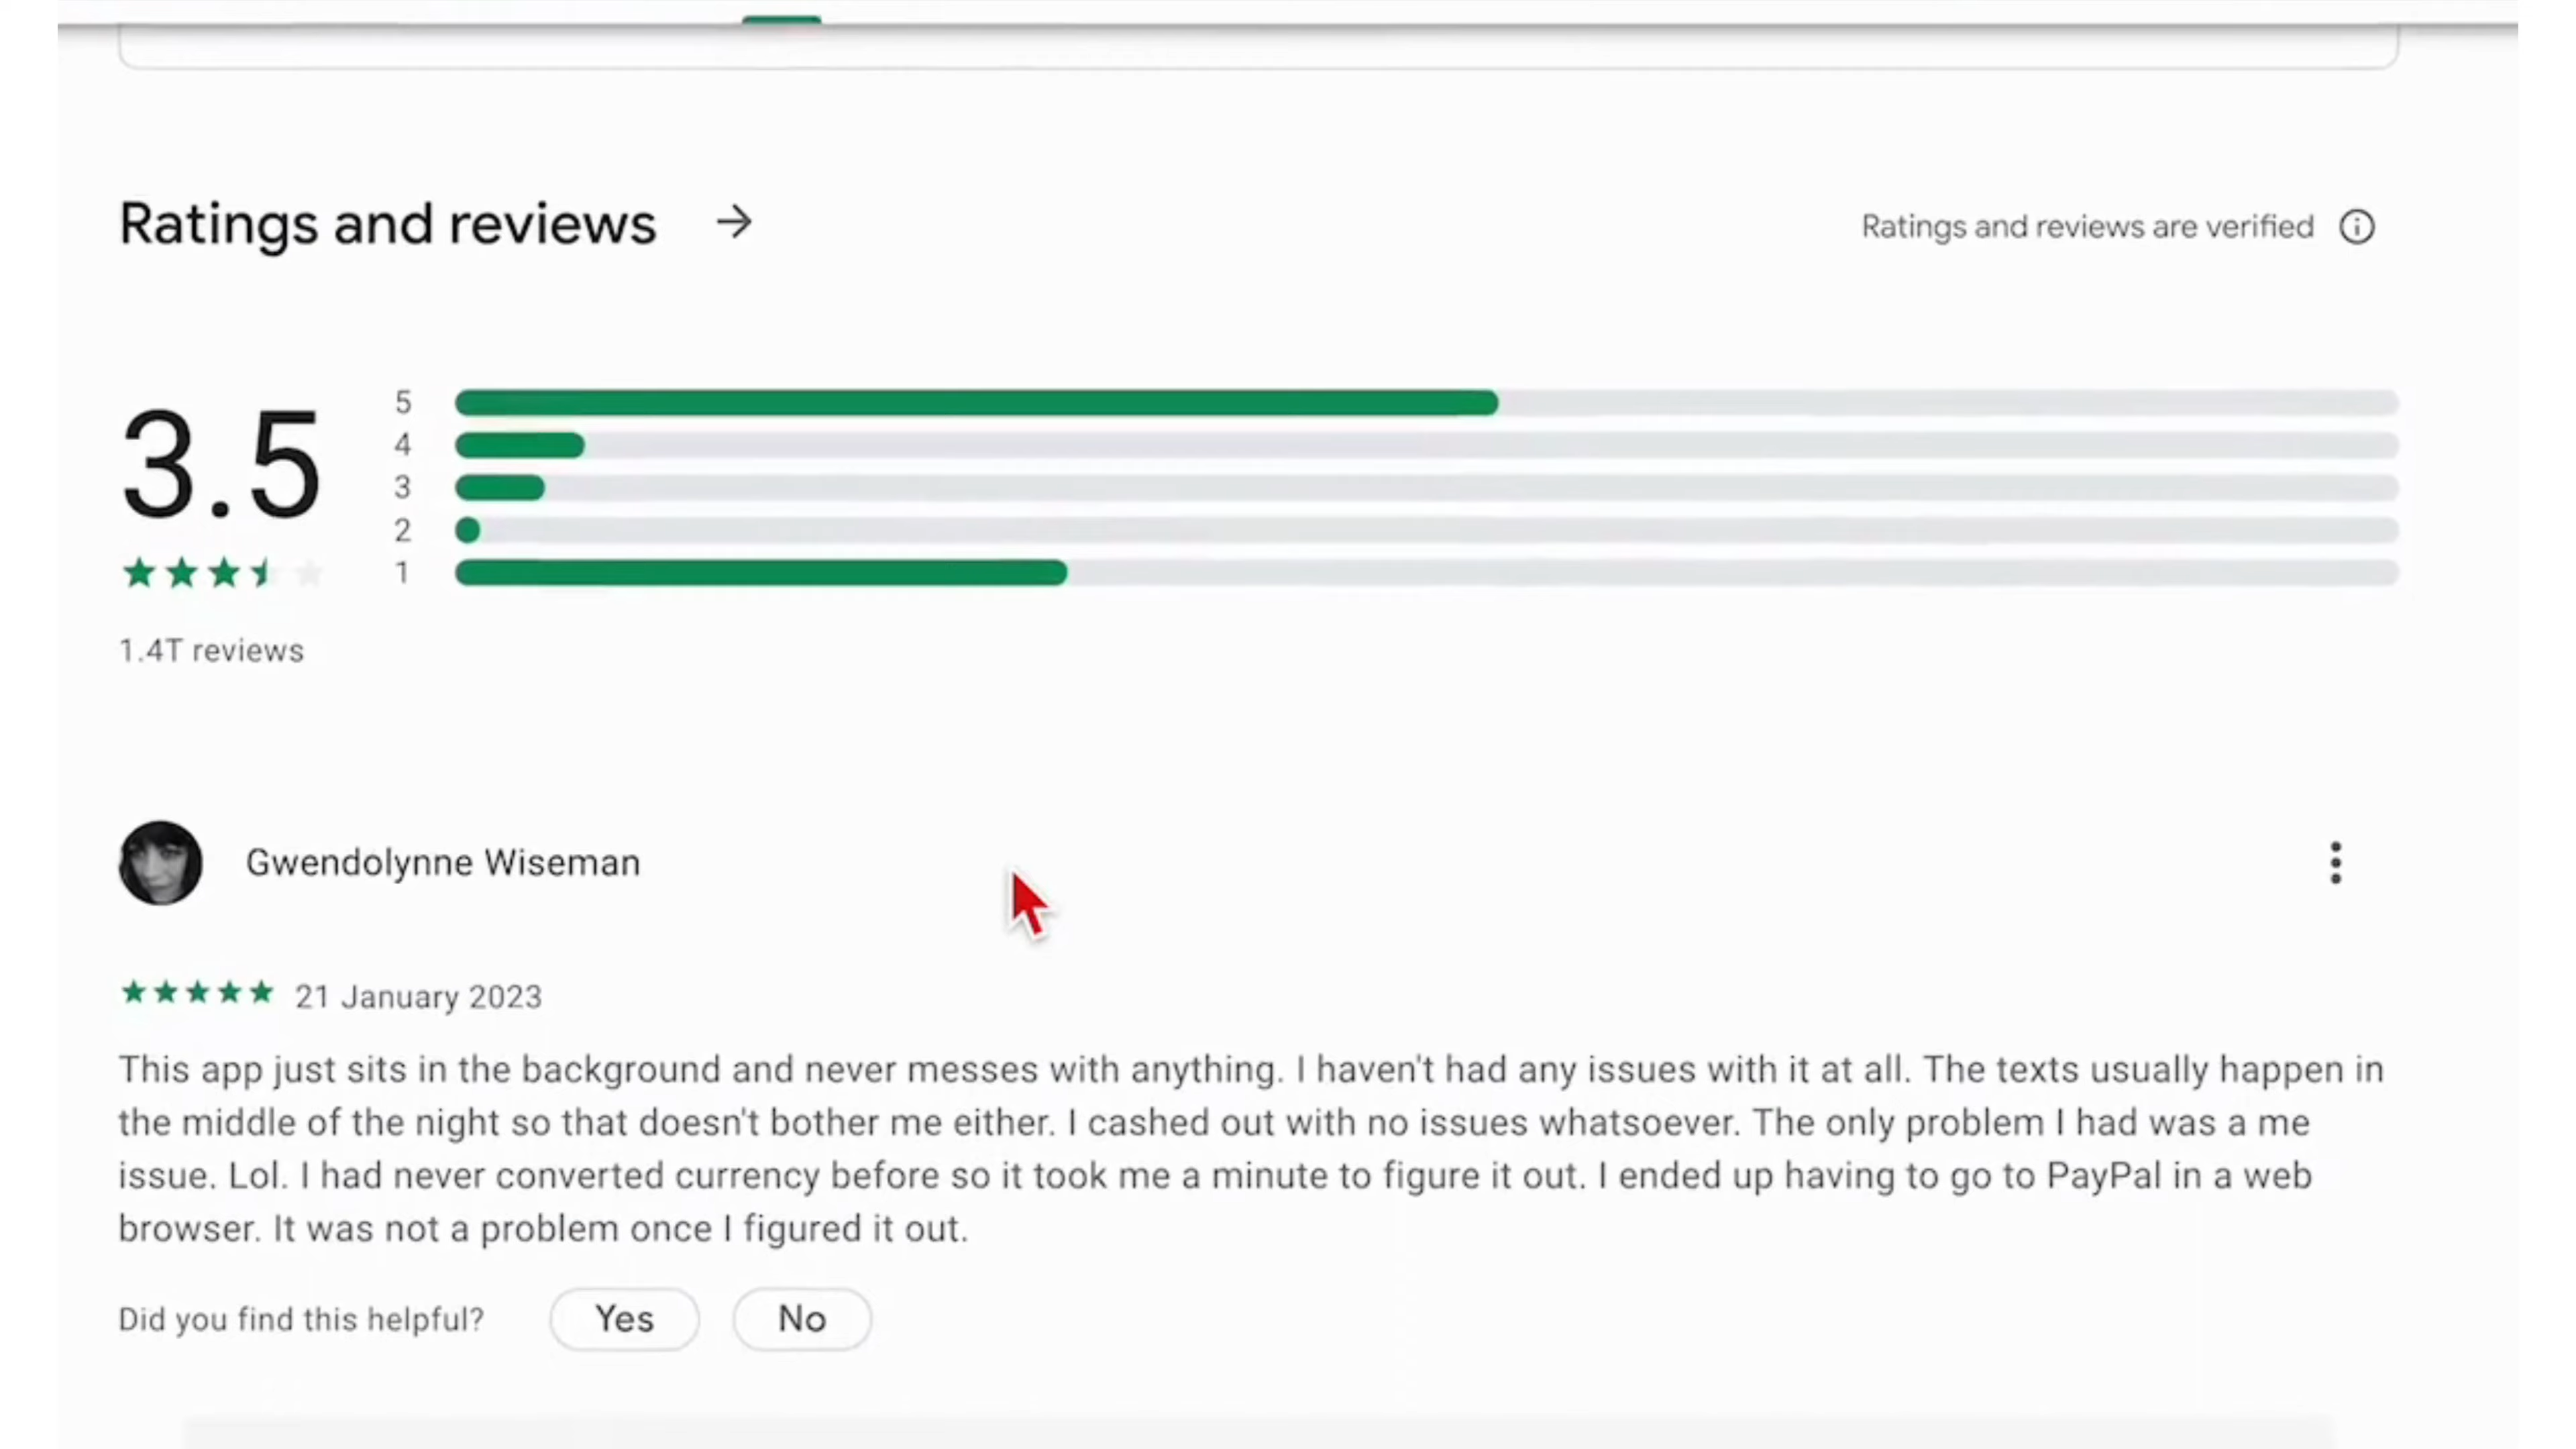 Ratings and reviews
Ratings and reviews are verified
3.5
5
4
3
2
1
1.4T reviews
Gwendolynne Wiseman
21 January 2023
This app just sits in the background and never messes with anything. I haven't had any issues with it at all. The texts usually happen in
the middle of the night so that doesn't bother me either. I cashed out with no issues whatsoever. The only problem I had was a me
issue. Lol. I had never converted currency before so it took me a minute to figure it out. I ended up having to go to PayPal in a web
browser. It was not a problem once I figured it out.
Did you find this helpful? Yes No